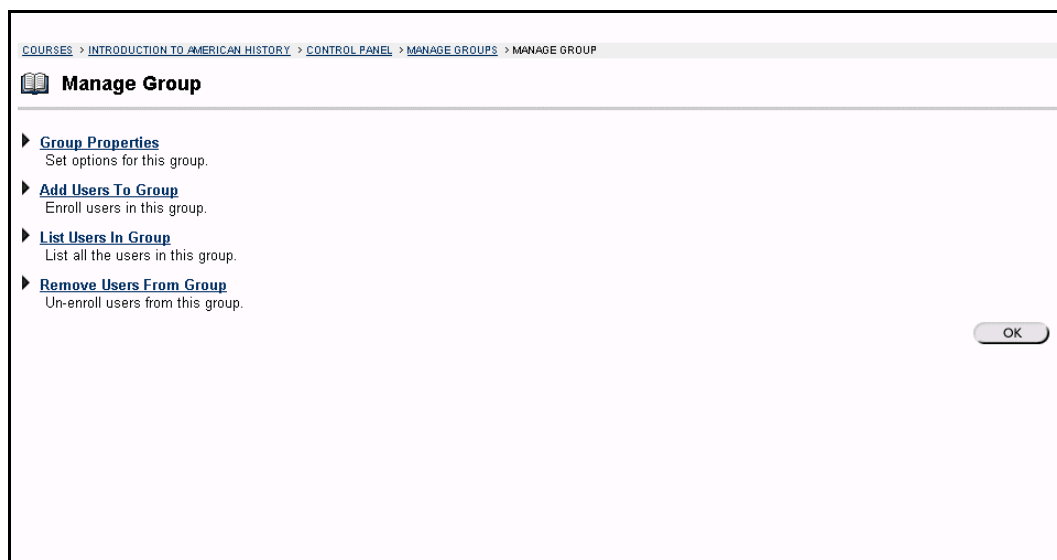 COURSES > INTRODUCTION TO AMERICAN HISTORY > CONTROL PANEL > MANAGE GROUPS > MANAGE GROUP
Manage Group
Group Properties
Set options for this group.
Add Users To Group
Enroll users in this group.
List Users In Group
List all the users in this group.
Remove Users From Group
Un-enroll users from this group.
OK